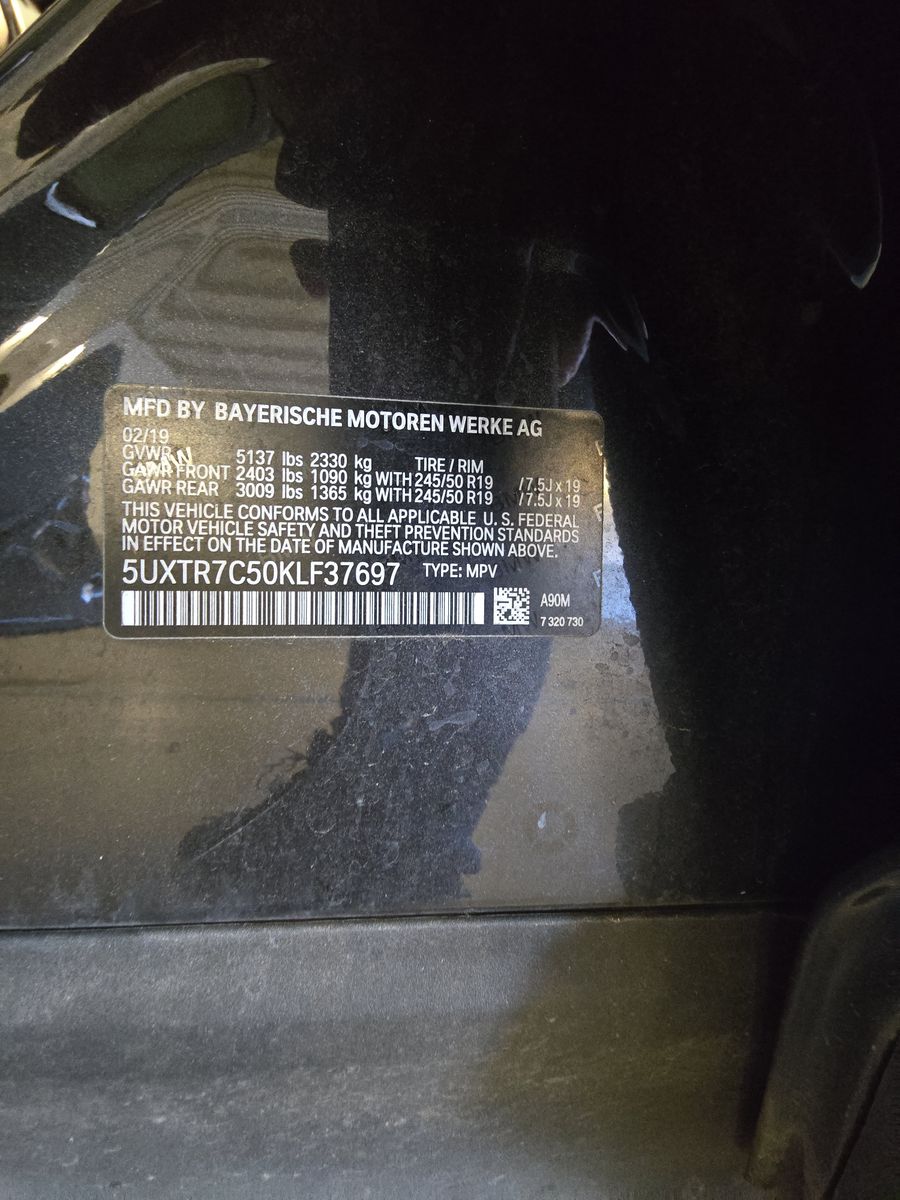 MFD BY BAYERISCHE MOTOREN WERKE AG
02/19
GVWR 5137 lbs 2330 kg TIRE / RIM
GAWR FRONT 2403 lbs 1090 kg WITH 245/50 R19 / 7.5J x 19
GAWR REAR 3009 lbs 1365 kg WITH 245/50 R19 / 7.5J x 19
THIS VEHICLE CONFORMS TO ALL APPLICABLE U. S. FEDERAL
MOTOR VEHICLE SAFETY AND THEFT PREVENTION STANDARDS
IN EFFECT ON THE DATE OF MANUFACTURE SHOWN ABOVE.
5UXTR7C50KLF37697 TYPE: MPV
A90M
7 320 730